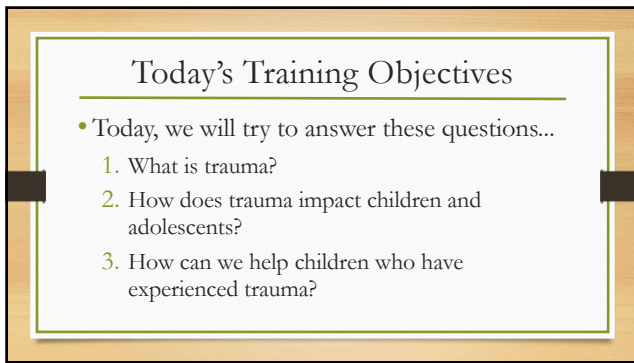 Today's Training Objectives
• Today, we will try to answer these questions...
1. What is trauma?
2. How does trauma impact children and
adolescents?
3. How can we help children who have
experienced trauma?